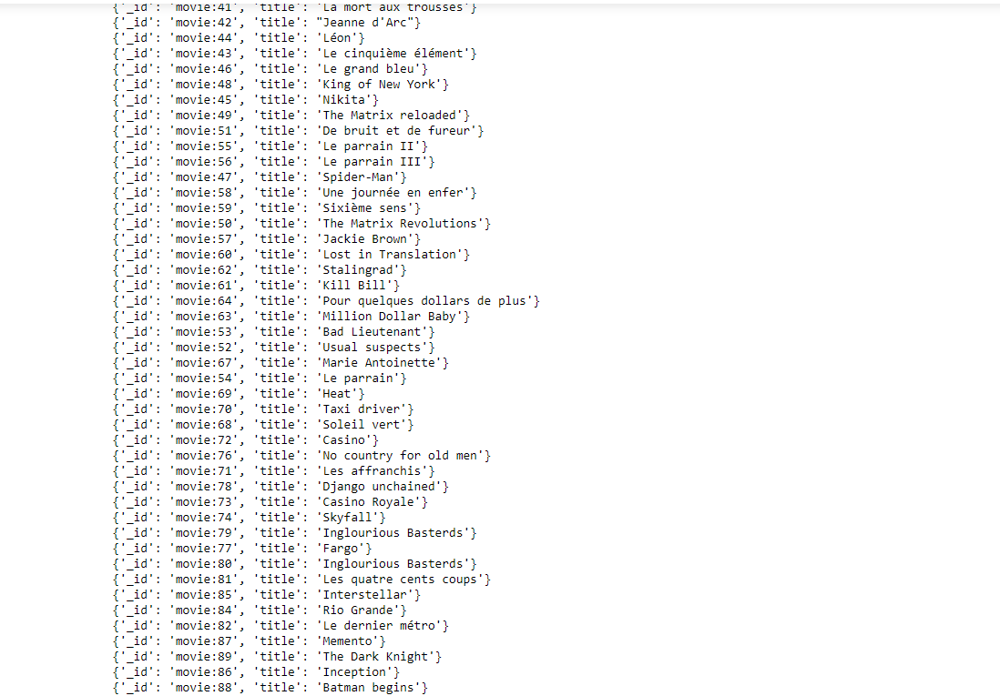 {'_id': 'movie:41', 'title': 'La mort aux trousses'}
{'_id': 'movie:42', 'title': "Jeanne d'Arc"}
{'_id': 'movie:44', 'title': 'Léon'}
{'_id': 'movie:43', 'title': 'Le cinquième élément'}
{'_id': 'movie:46', 'title': 'Le grand bleu'}
{'_id': 'movie:48', 'title': 'King of New York'}
{'_id': 'movie:45', 'title': 'Nikita'}
{'_id': 'movie:49', 'title': 'The Matrix reloaded'}
{'_id': 'movie:51', 'title': 'De bruit et de fureur'}
{'_id': 'movie:55', 'title': 'Le parrain II'}
{'_id': 'movie:56', 'title': 'Le parrain III'}
{'_id': 'movie:47', 'title': 'Spider-Man'}
{'_id': 'movie:58', 'title': 'Une journée en enfer'}
{'_id': 'movie:59', 'title': 'Sixième sens'}
{'_id': 'movie:50', 'title': 'The Matrix Revolutions'}
{'_id': 'movie:57', 'title': 'Jackie Brown'}
{'_id': 'movie:60', 'title': 'Lost in Translation'}
{'_id': 'movie:62', 'title': 'Stalingrad'}
{'_id': 'movie:61', 'title': 'Kill Bill'}
{'_id': 'movie:64', 'title': 'Pour quelques dollars de plus'}
{'_id': 'movie:63', 'title': 'Million Dollar Baby'}
{'_id': 'movie:53', 'title': 'Bad Lieutenant'}
{'_id': 'movie:52', 'title': 'Usual suspects'}
{'_id': 'movie:67', 'title': 'Marie Antoinette'}
{'_id': 'movie:54', 'title': 'Le parrain'}
{'_id': 'movie:69', 'title': 'Heat'}
{'_id': 'movie:70', 'title': 'Taxi driver'}
{'_id': 'movie:68', 'title': 'Soleil vert'}
{'_id': 'movie:72', 'title': 'Casino'}
{'_id': 'movie:76', 'title': 'No country for old men'}
{'_id': 'movie:71', 'title': 'Les affranchis'}
{'_id': 'movie:78', 'title': 'Django unchained'}
{'_id': 'movie:73', 'title': 'Casino Royale'}
{'_id': 'movie:74', 'title': 'Skyfall'}
{'_id': 'movie:79', 'title': 'Inglourious Basterds'}
{'_id': 'movie:77', 'title': 'Fargo'}
{'_id': 'movie:80', 'title': 'Inglourious Basterds'}
{'_id': 'movie:81', 'title': 'Les quatre cents coups'}
{'_id': 'movie:85', 'title': 'Interstellar'}
{'_id': 'movie:84', 'title': 'Rio Grande'}
{'_id': 'movie:82', 'title': 'Le dernier métro'}
{'_id': 'movie:87', 'title': 'Memento'}
{'_id': 'movie:89', 'title': 'The Dark Knight'}
{'_id': 'movie:86', 'title': 'Inception'}
{'_id': 'movie:88', 'title': 'Batman begins'}